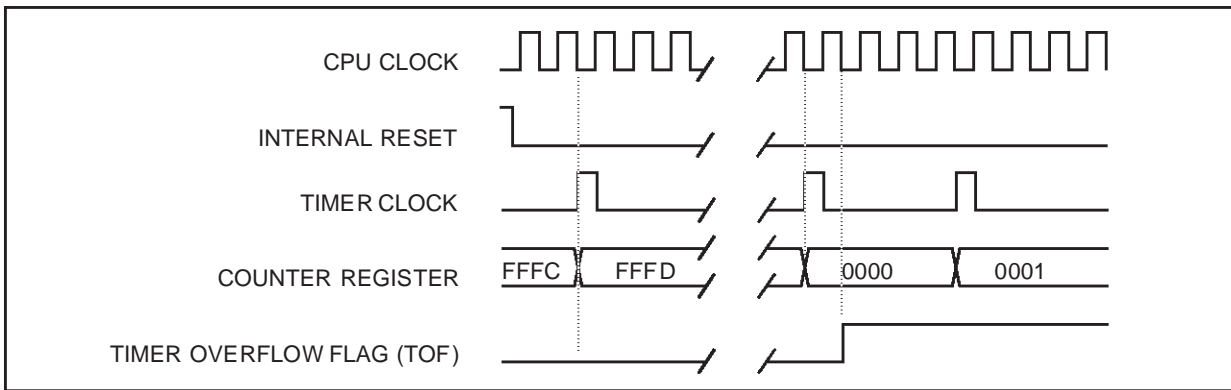 CPU CLOCK
INTERNAL RESET
TIMER CLOCK
COUNTER REGISTER
FFFC
FFFD
0000
0001
TIMER OVERFLOW FLAG (TOF)